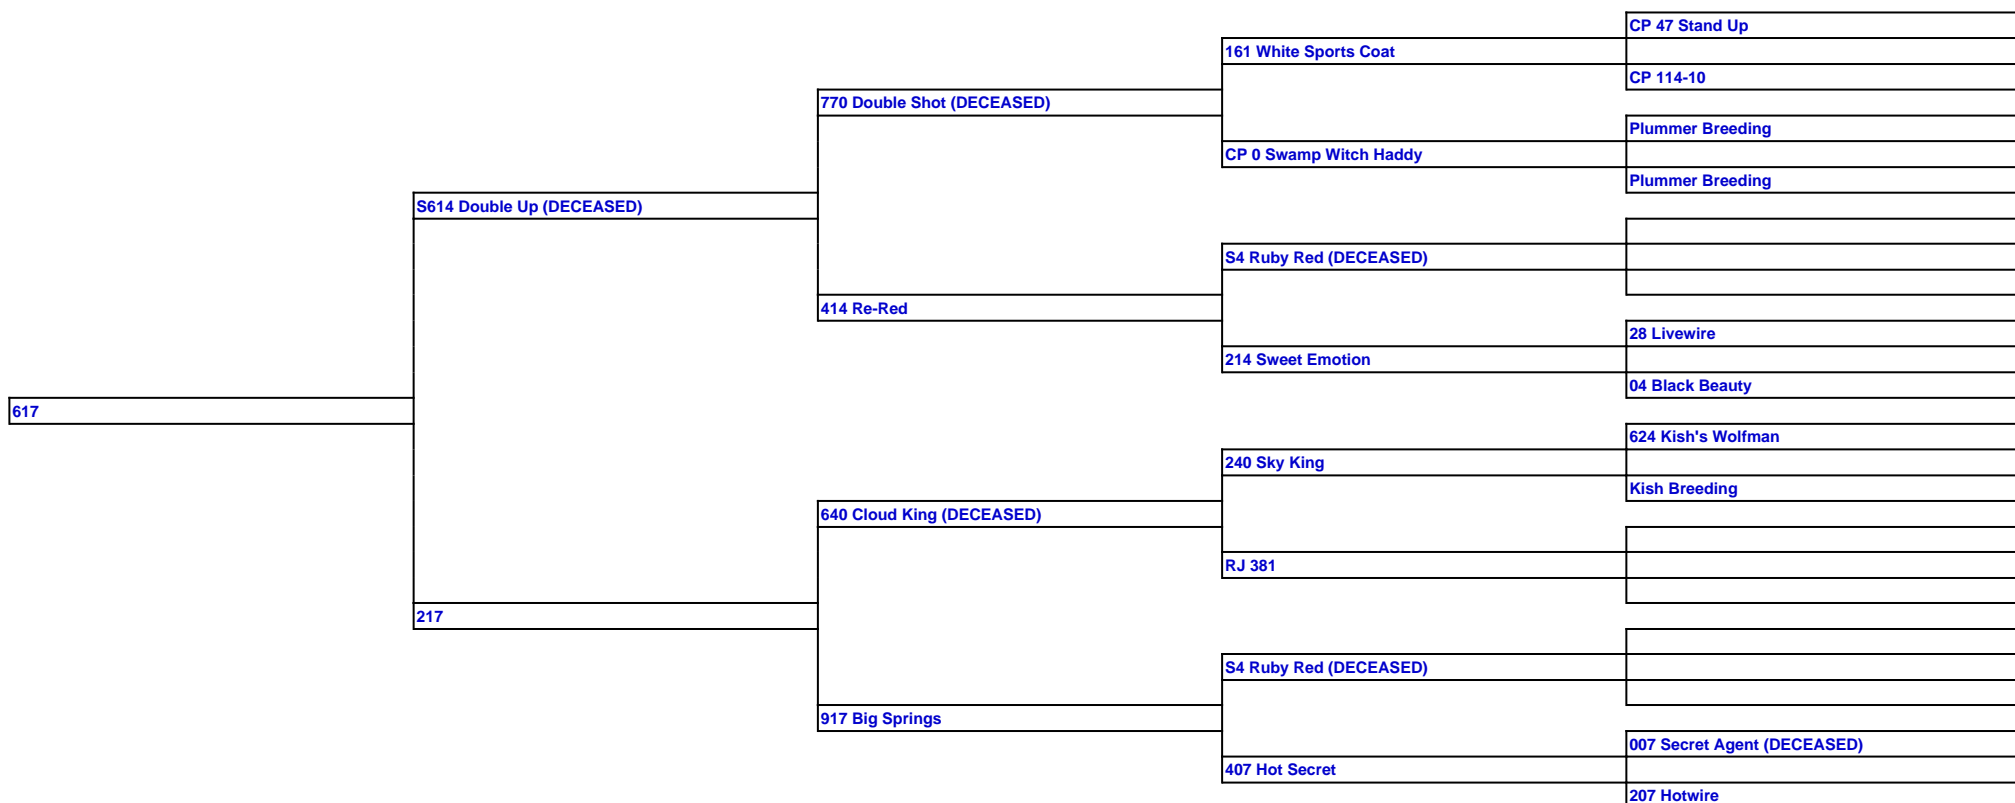 CP 47 Stand Up
161 White Sports Coat
CP 114-10
770 Double Shot (DECEASED)
Plummer Breeding
CP 0 Swamp Witch Haddy
Plummer Breeding
S614 Double Up (DECEASED)
S4 Ruby Red (DECEASED)
414 Re-Red
28 Livewire
214 Sweet Emotion
04 Black Beauty
617
624 Kish's Wolfman
240 Sky King
Kish Breeding
640 Cloud King (DECEASED)
RJ 381
217
S4 Ruby Red (DECEASED)
917 Big Springs
007 Secret Agent (DECEASED)
407 Hot Secret
207 Hotwire